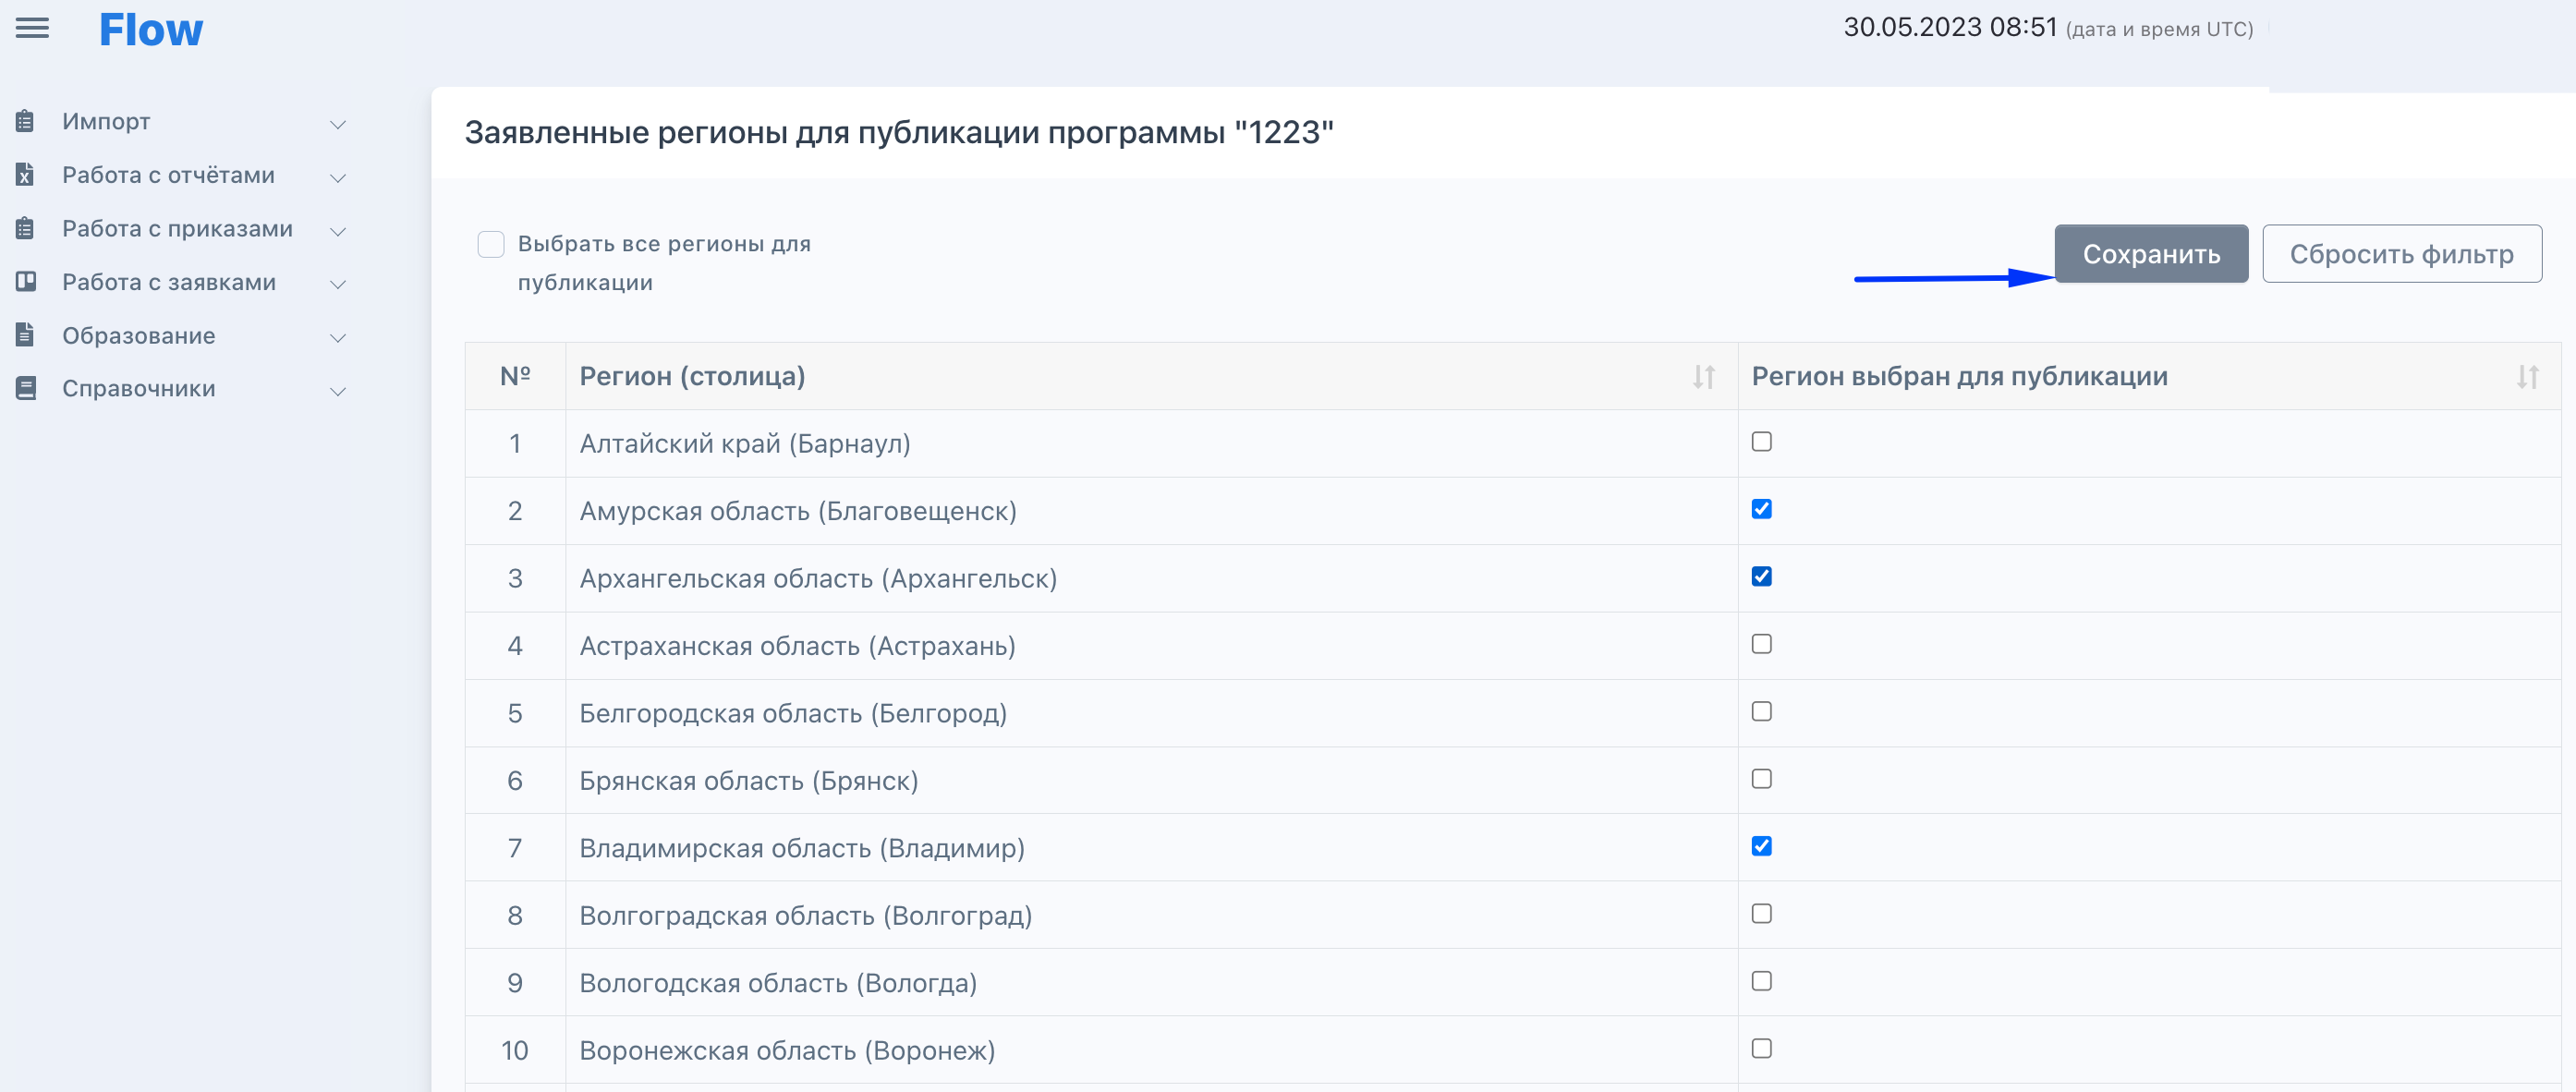 Flow
30.05.2023 08:51 (дата и время UTC)
Импорт
Работа с отчётами
Работа с приказами
Работа с заявками
Образование
Справочники
Заявленные регионы для публикации программы "1223"
Выбрать все регионы для
публикации
Сохранить
Сбросить фильтр
№ Регион (столица) Регион выбран для публикации
1 Алтайский край (Барнаул)
2 Амурская область (Благовещенск)
3 Архангельская область (Архангельск)
4 Астраханская область (Астрахань)
5 Белгородская область (Белгород)
6 Брянская область (Брянск)
7 Владимирская область (Владимир)
8 Волгоградская область (Волгоград)
9 Вологодская область (Вологда)
10 Воронежская область (Воронеж)